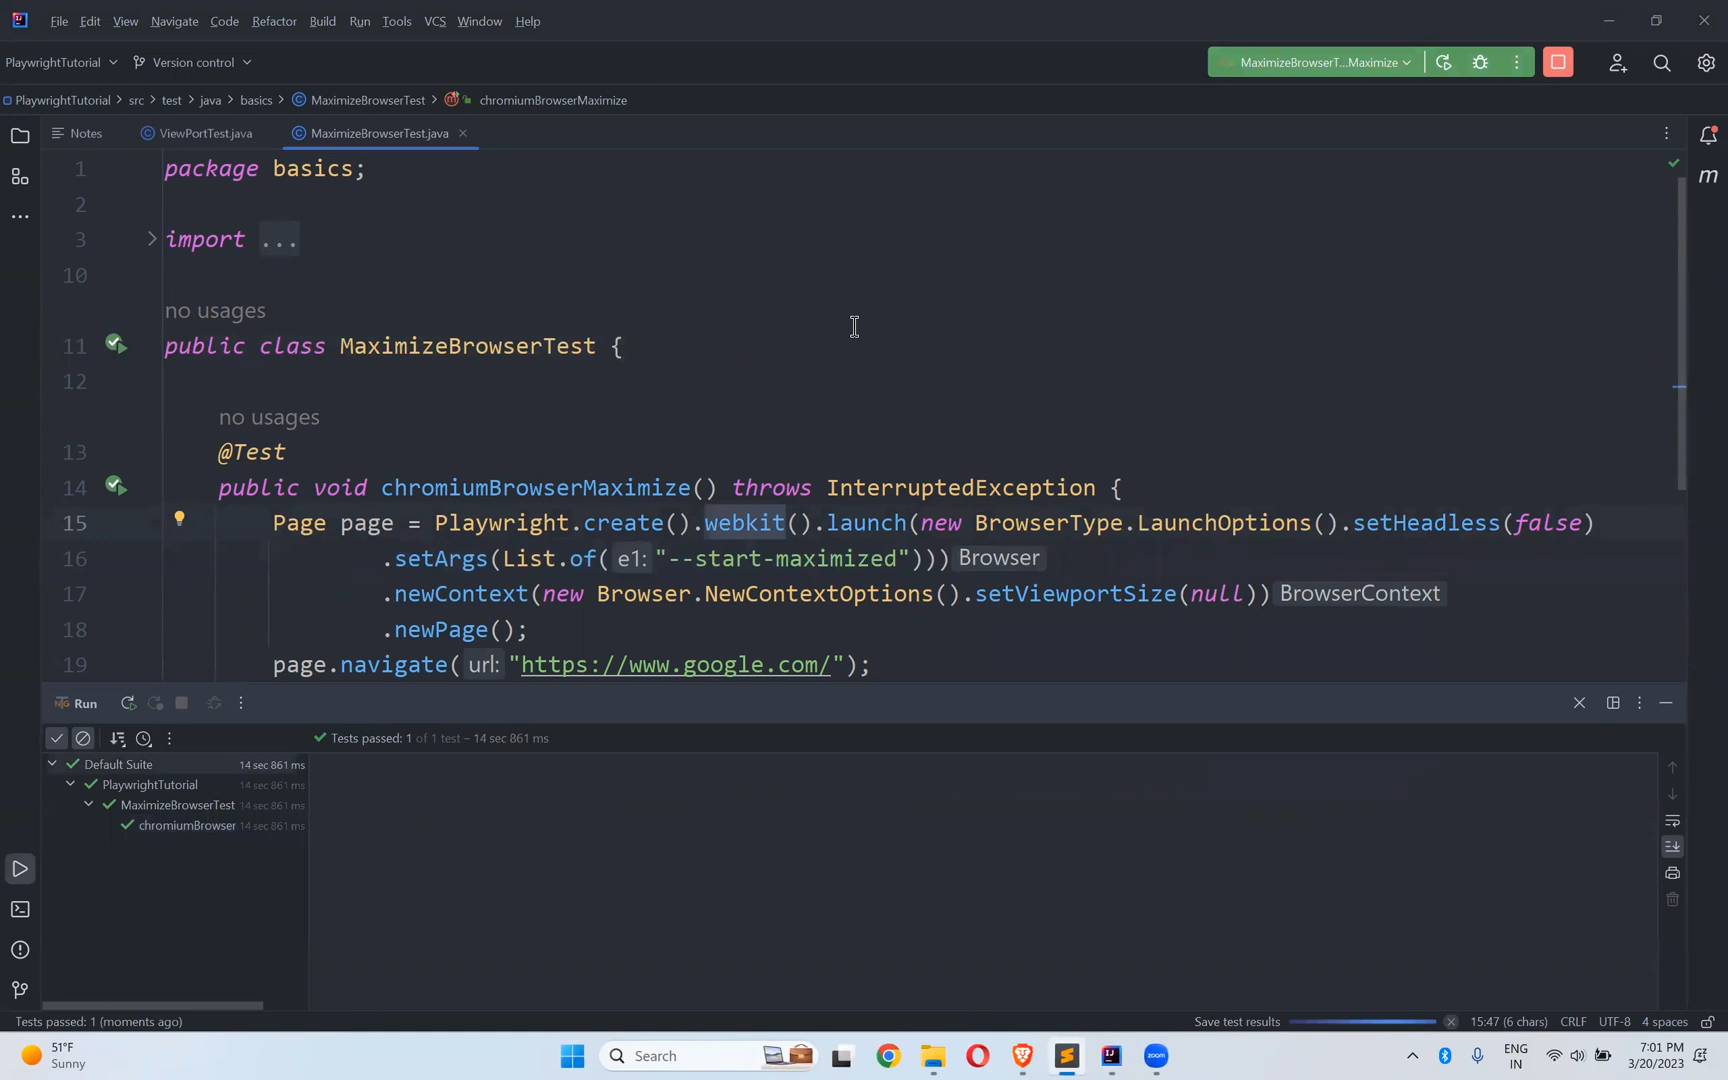 File Edit View Navigate Code Refactor Build Run Tools VCS Window Help
PlaywrightTutorial Version control MaximizeBrowserT...Maximize
PlaywrightTutorial src test java basics MaximizeBrowserTest chromiumBrowserMaximize
Notes ViewPortTest.java MaximizeBrowserTest.java
1 package basics;
2
3 import ...
10
no usages
11 public class MaximizeBrowserTest {
12
no usages
13 @Test
14 public void chromiumBrowserMaximize() throws InterruptedException {
15 Page page = Playwright.create().webkit().launch(new BrowserType.LaunchOptions().setHeadless(false)
16 .setArgs(List.of( e1: "--start-maximized"))) Browser
17 .newContext(new Browser.NewContextOptions().setViewportSize(null)) BrowserContext
18 .newPage();
19 page.navigate( url: "https://www.google.com/");
Run
Tests passed: 1 of 1 test – 14 sec 861 ms
Default Suite 14 sec 861 ms
PlaywrightTutorial 14 sec 861 ms
MaximizeBrowserTest 14 sec 861 ms
chromiumBrowser 14 sec 861 ms
Tests passed: 1 (moments ago) Save test results 15:47 (6 chars) CRLF UTF-8 4 spaces
51°F
Sunny
Search
zoom
ENG
IN
7:01 PM
3/20/2023